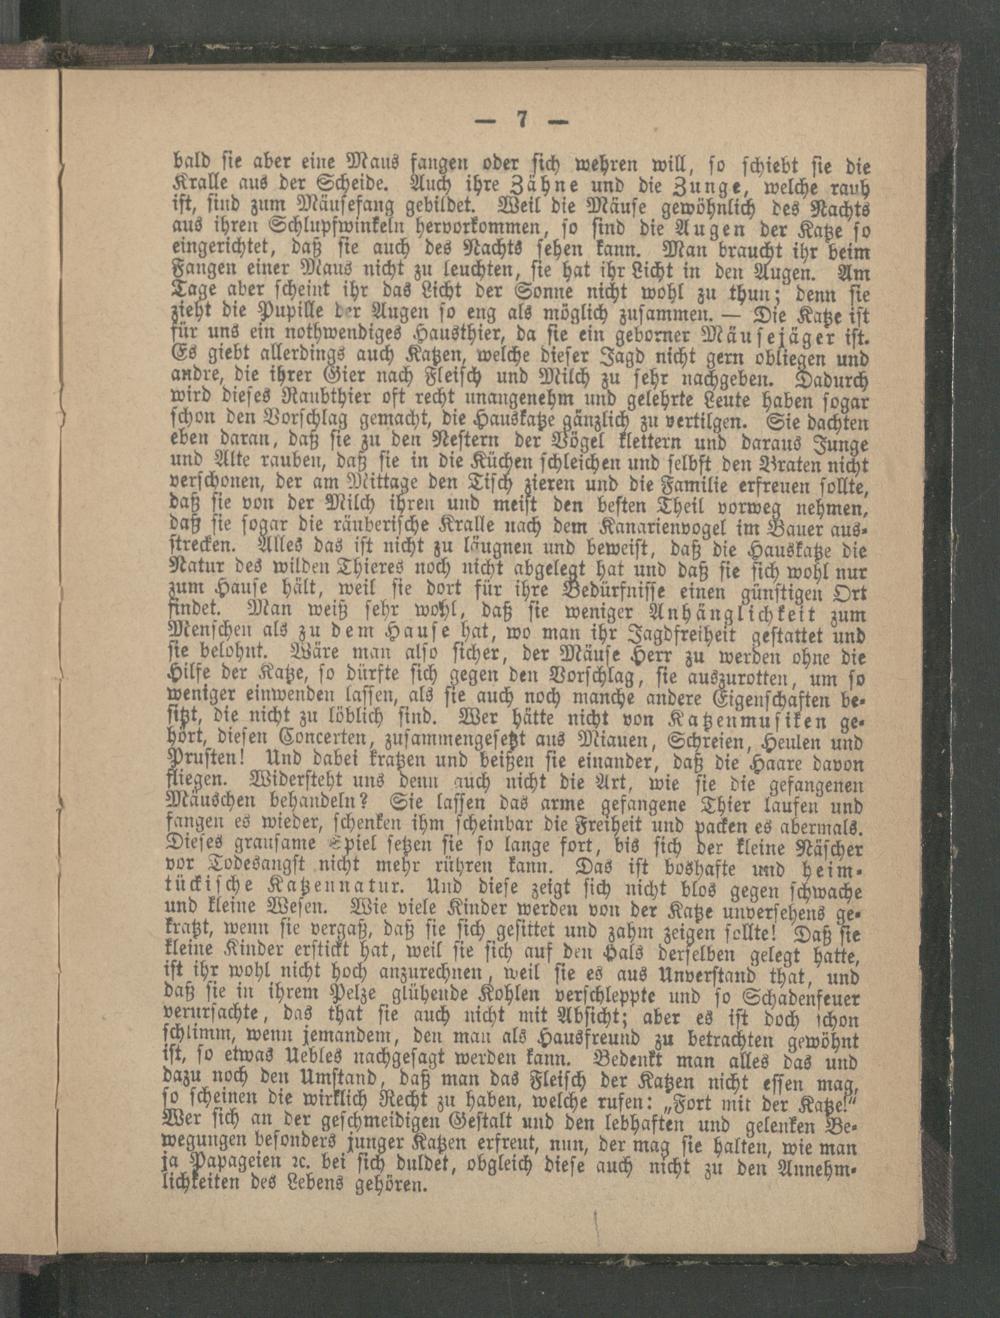 — 7 —
bald sie aber eine Maus fangen oder sich wehren will, so schiebt sie die
Kralle aus der Scheide. Auch ihre Zähne und die Zunge, welche rauh
ist, sind zum Mäusefang gebildet. Weil die Mäuse gewöhnlich des Nachts
aus ihren Schlupfwinkeln hervorkommen, so sind die Augen der Katze so
eingerichtet, daß sie auch des Nachts sehen kann. Man braucht ihr beim
Fangen einer Maus nicht zu leuchten, sie hat ihr Licht in den Augen. Am
Tage aber scheint ihr das Licht der Sonne nicht wohl zu thun; denn sie
zieht die Pupille der Augen so eng als möglich zusammen. — Die Katze ist
für uns ein nothwendiges Hausthier, da sie ein geborner Mäusejäger ist.
Es giebt allerdings auch Katzen, welche dieser Jagd nicht gern obliegen und
andre, die ihrer Gier nach Fleisch und Milch zu sehr nachgeben. Dadurch
wird dieses Raubthier oft recht unangenehm und gelehrte Leute haben sogar
schon den Vorschlag gemacht, die Hauskatze gänzlich zu vertilgen. Sie dachten
eben daran, daß sie zu den Nestern der Vögel klettern und daraus Junge
und Alte rauben, daß sie in die Küchen schleichen und selbst den Braten nicht
verschonen, der am Mittage den Tisch zieren und die Familie erfreuen sollte,
daß sie von der Milch ihren und meist den besten Theil vorweg nehmen,
daß sie sogar die räuberische Kralle nach dem Kanarienvogel im Bauer aus-
strecken. Alles das ist nicht zu läugnen und beweist, daß die Hauskatze die
Natur des wilden Thieres noch nicht abgelegt hat und daß sie sich wohl nur
zum Hause hält, weil sie dort für ihre Bedürfnisse einen günstigen Ort
findet. Man weiß sehr wohl, daß sie weniger Anhänglichkeit zum
Menschen als zu dem Hause hat, wo man ihr Jagdfreiheit gestattet und
sie belohnt. Wäre man also sicher, der Mäuse Herr zu werden ohne die
Hilfe der Katze, so dürfte sich gegen den Vorschlag, sie auszurotten, um so
weniger einwenden lassen, als sie auch noch manche andere Eigenschaften be-
sitzt, die nicht zu löblich sind. Wer hätte nicht von Katzenmusiken ge-
hört, diesen Concerten, zusammengesetzt aus Miauen, Schreien, Heulen und
Prusten! Und dabei kratzen und beißen sie einander, daß die Haare davon
fliegen. Widersteht uns denn auch nicht die Art, wie sie die gefangenen
Mäuschen behandeln? Sie lassen das arme gefangene Thier laufen und
fangen es wieder, schenken ihm scheinbar die Freiheit und packen es abermals.
Dieses grausame Spiel setzen sie so lange fort, bis sich der kleine Näscher
vor Todesangst nicht mehr rühren kann. Das ist boshafte und heim-
tückische Katzennatur. Und diese zeigt sich nicht blos gegen schwache
und kleine Wesen. Wie viele Kinder werden von der Katze unversehens ge-
kratzt, wenn sie vergaß, daß sie sich gesittet und zahm zeigen sollte! Daß sie
kleine Kinder erstickt hat, weil sie sich auf den Hals derselben gelegt hatte,
ist ihr wohl nicht hoch anzurechnen, weil sie es aus Unverstand that, und
daß sie in ihrem Pelze glühende Kohlen verschleppte und so Schadenfeuer
verursachte, das that sie auch nicht mit Absicht; aber es ist doch schon
schlimm, wenn jemandem, den man als Hausfreund zu betrachten gewöhnt
ist, so etwas Uebles nachgesagt werden kann. Bedenkt man alles das und
dazu noch den Umstand, daß man das Fleisch der Katzen nicht essen mag,
so scheinen die wirklich Recht zu haben, welche rufen: „Fort mit der Katze!“
Wer sich an der geschmeidigen Gestalt und den lebhaften und gelenken Be-
wegungen besonders junger Katzen erfreut, nun, der mag sie halten, wie man
ja Papageien ꝛc. bei sich duldet, obgleich diese auch nicht zu den Annehm-
lichkeiten des Lebens gehören.